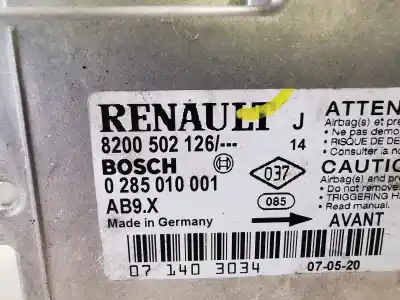 RENAULT J
8200 502 126/--- 14
BOSCH
0 285 010 001
AB9.X
Made in Germany
037
085
AVANT
07 140 3034
07-05-20
ATTEN
Airbag(s) et pre
• Ne pas demo
• RISQUE DE DE
• Consulter la no
CAUTIO
Airbag(s) and p
• Do not remove
• TRIGGERING H
• Read manual.